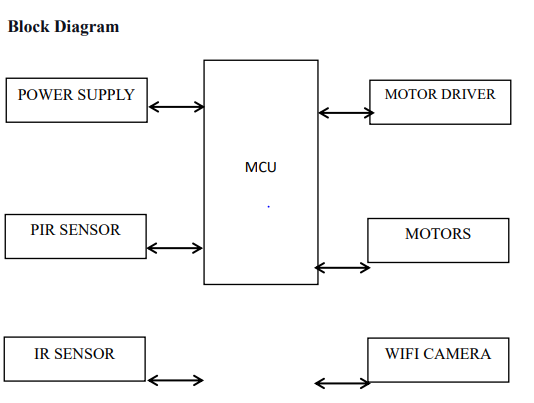 Block Diagram
POWER SUPPLY
MOTOR DRIVER
MCU
PIR SENSOR
MOTORS
IR SENSOR
WIFI CAMERA